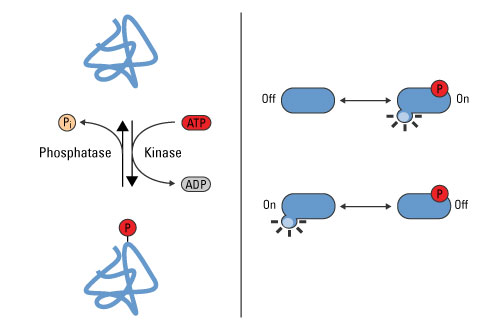 Pi
ATP
Phosphatase
Kinase
ADP
P
Off
P
On
On
P
Off